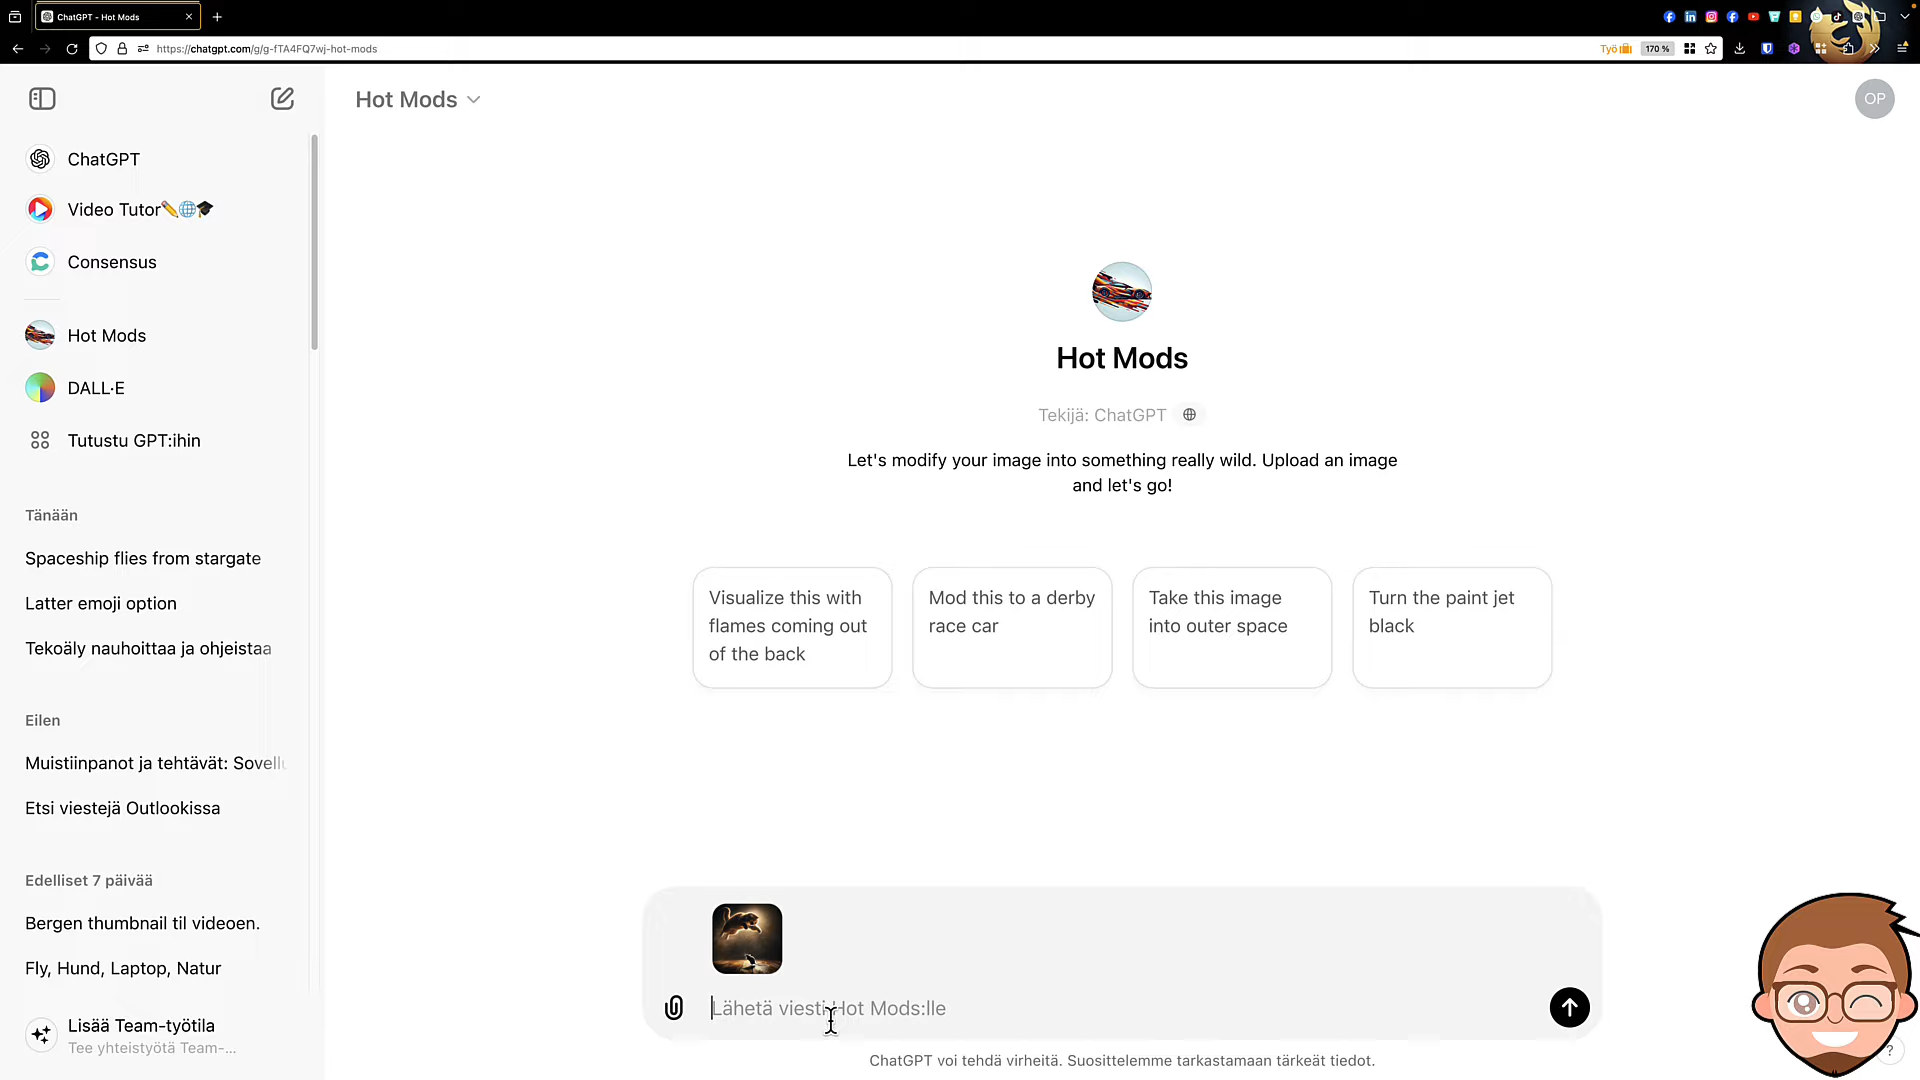 ChatGPT - Hot Mods
https://chatgpt.com/g/g-fTA4FQ7wj-hot-mods
Työ
170 %
Hot Mods
OP
ChatGPT
Video Tutor✏️🌐🎓
Consensus
Hot Mods
DALL·E
Tutustu GPT:ihin
Tänään
Spaceship flies from stargate
Latter emoji option
Tekoäly nauhoittaa ja ohjeistaa
Eilen
Muistiinpanot ja tehtävät: Sovellu
Etsi viestejä Outlookissa
Edelliset 7 päivää
Bergen thumbnail til videoen.
Fly, Hund, Laptop, Natur
Lisää Team-työtila
Tee yhteistyötä Team-...
Hot Mods
Tekijä: ChatGPT
Let's modify your image into something really wild. Upload an image
and let's go!
Visualize this with
flames coming out
of the back
Mod this to a derby
race car
Take this image
into outer space
Turn the paint jet
black
Lähetä viesti Hot Mods:lle
ChatGPT voi tehdä virheitä. Suosittelemme tarkastamaan tärkeät tiedot.
?